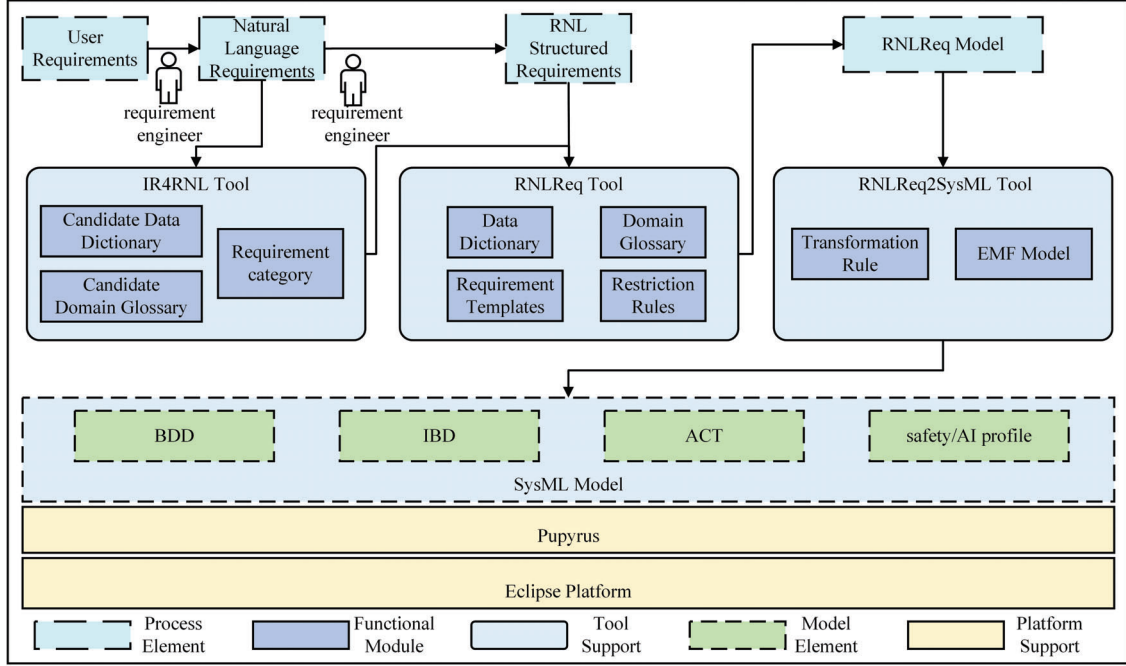 User
Requirements
Natural
Language
Requirements
RNL
Structured
Requirements
RNLReq Model
requirement
engineer
requirement
engineer
IR4RNL Tool
Candidate Data
Dictionary
Candidate
Domain Glossary
Requirement
category
RNLReq Tool
Data
Dictionary
Domain
Glossary
Requirement
Templates
Restriction
Rules
RNLReq2SysML Tool
Transformation
Rule
EMF Model
BDD
IBD
ACT
safety/AI profile
SysML Model
Pupyrus
Eclipse Platform
Process
Element
Functional
Module
Tool
Support
Model
Element
Platform
Support